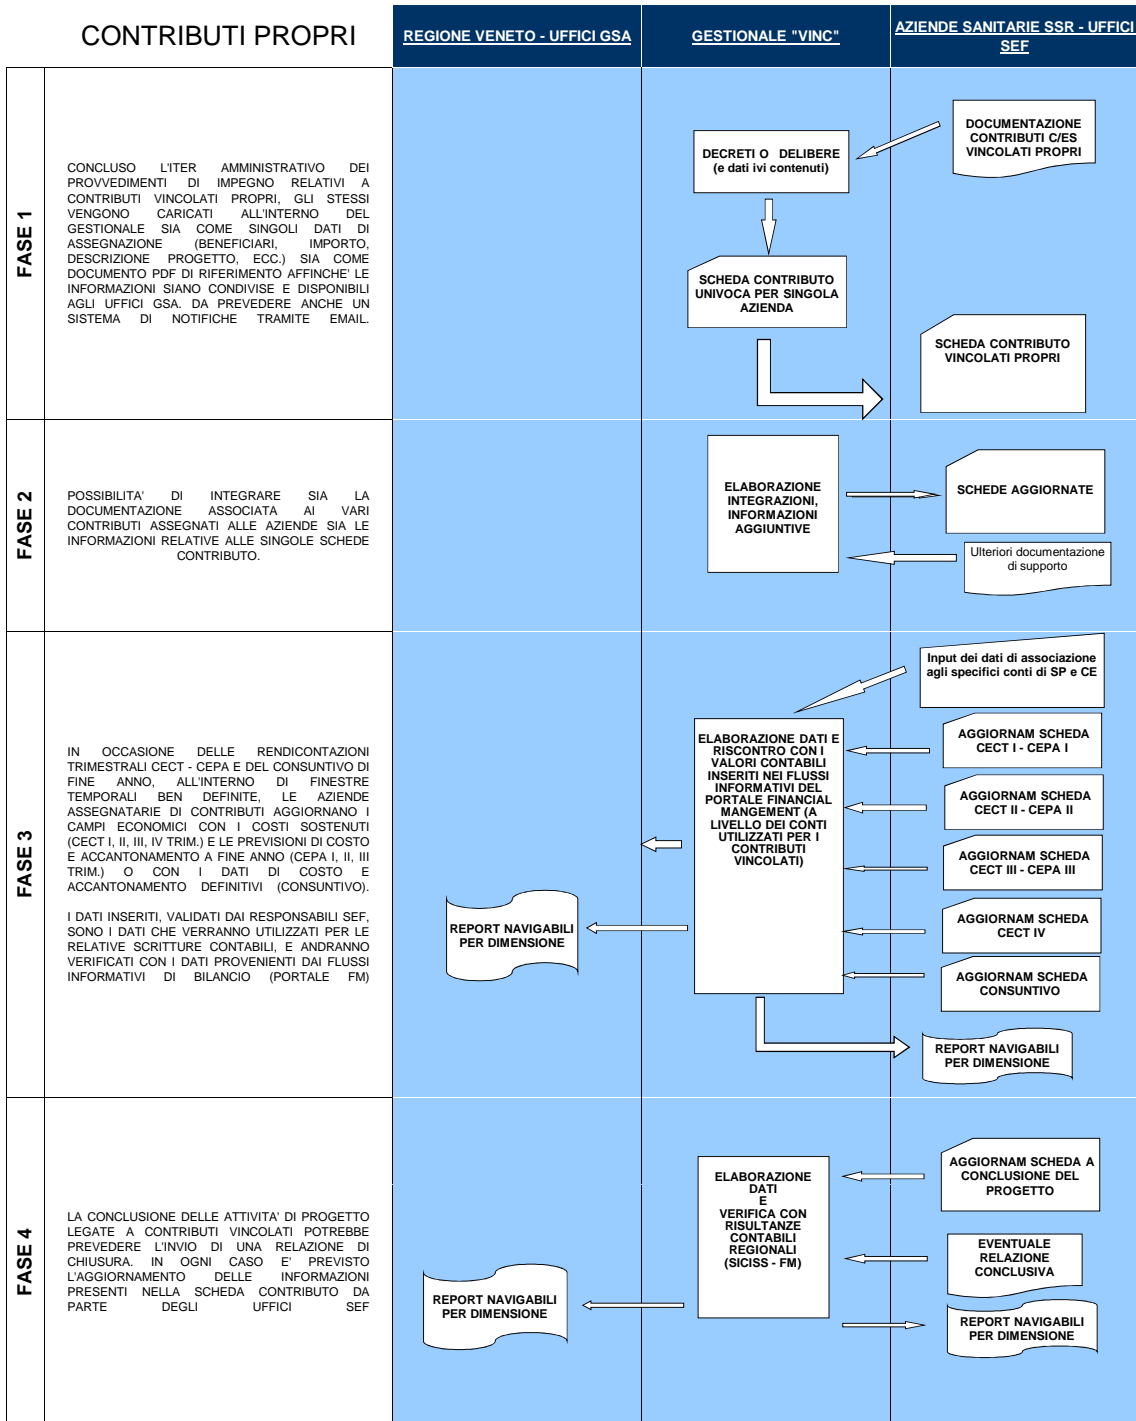 CONTRIBUTI PROPRI
REGIONE VENETO - UFFICI GSA
GESTIONALE "VINC"
AZIENDE SANITARIE SSR - UFFICI
SEF
FASE 1
CONCLUSO L'ITER AMMINISTRATIVO DEI
PROVVEDIMENTI DI IMPEGNO RELATIVI A
CONTRIBUTI VINCOLATI PROPRI, GLI STESSI
VENGONO CARICATI ALL'INTERNO DEL
GESTIONALE SIA COME SINGOLI DATI DI
ASSEGNAZIONE (BENEFICIARI, IMPORTO,
DESCRIZIONE PROGETTO, ECC.) SIA COME
DOCUMENTO PDF DI RIFERIMENTO AFFINCHE' LE
INFORMAZIONI SIANO CONDIVISE E DISPONIBILI
AGLI UFFICI GSA. DA PREVEDERE ANCHE UN
SISTEMA DI NOTIFICHE TRAMITE EMAIL.
DECRETI O DELIBERE
(e dati ivi contenuti)
DOCUMENTAZIONE
CONTRIBUTI C/ES
VINCOLATI PROPRI
SCHEDA CONTRIBUTO
UNIVOCA PER SINGOLA
AZIENDA
SCHEDA CONTRIBUTO
VINCOLATI PROPRI
FASE 2
POSSIBILITA' DI INTEGRARE SIA LA
DOCUMENTAZIONE ASSOCIATA AI VARI
CONTRIBUTI ASSEGNATI ALLE AZIENDE SIA LE
INFORMAZIONI RELATIVE ALLE SINGOLE SCHEDE
CONTRIBUTO.
ELABORAZIONE
INTEGRAZIONI,
INFORMAZIONI
AGGIUNTIVE
SCHEDE AGGIORNATE
Ulteriori documentazione
di supporto
FASE 3
IN OCCASIONE DELLE RENDICONTAZIONI
TRIMESTRALI CECT - CEPA E DEL CONSUNTIVO DI
FINE ANNO, ALL'INTERNO DI FINESTRE
TEMPORALI BEN DEFINITE, LE AZIENDE
ASSEGNATARIE DI CONTRIBUTI AGGIORNANO I
CAMPI ECONOMICI CON I COSTI SOSTENUTI
(CECT I, II, III, IV TRIM.) E LE PREVISIONI DI COSTO
E ACCANTONAMENTO A FINE ANNO (CEPA I, II, III
TRIM.) O CON I DATI DI COSTO E
ACCANTONAMENTO DEFINITIVI (CONSUNTIVO).
I DATI INSERITI, VALIDATI DAI RESPONSABILI SEF,
SONO I DATI CHE VERRANNO UTILIZZATI PER LE
RELATIVE SCRITTURE CONTABILI, E ANDRANNO
VERIFICATI CON I DATI PROVENIENTI DAI FLUSSI
INFORMATIVI DI BILANCIO (PORTALE FM)
REPORT NAVIGABILI
PER DIMENSIONE
ELABORAZIONE DATI E
RISCONTRO CON I
VALORI CONTABILI
INSERITI NEI FLUSSI
INFORMATIVI DEL
PORTALE FINANCIAL
MANGEMENT (A
LIVELLO DEI CONTI
UTILIZZATI PER I
CONTRIBUTI
VINCOLATI)
Input dei dati di associazione
agli specifici conti di SP e CE
AGGIORNAM SCHEDA
CECT I - CEPA I
AGGIORNAM SCHEDA
CECT II - CEPA II
AGGIORNAM SCHEDA
CECT III - CEPA III
AGGIORNAM SCHEDA
CECT IV
AGGIORNAM SCHEDA
CONSUNTIVO
REPORT NAVIGABILI
PER DIMENSIONE
FASE 4
LA CONCLUSIONE DELLE ATTIVITA' DI PROGETTO
LEGATE A CONTRIBUTI VINCOLATI POTREBBE
PREVEDERE L'INVIO DI UNA RELAZIONE DI
CHIUSURA. IN OGNI CASO E' PREVISTO
L'AGGIORNAMENTO DELLE INFORMAZIONI
PRESENTI NELLA SCHEDA CONTRIBUTO DA
PARTE DEGLI UFFICI SEF
REPORT NAVIGABILI
PER DIMENSIONE
ELABORAZIONE
DATI
E
VERIFICA CON
RISULTANZE
CONTABILI
REGIONALI
(SICISS - FM)
AGGIORNAM SCHEDA A
CONCLUSIONE DEL
PROGETTO
EVENTUALE
RELAZIONE
CONCLUSIVA
REPORT NAVIGABILI
PER DIMENSIONE